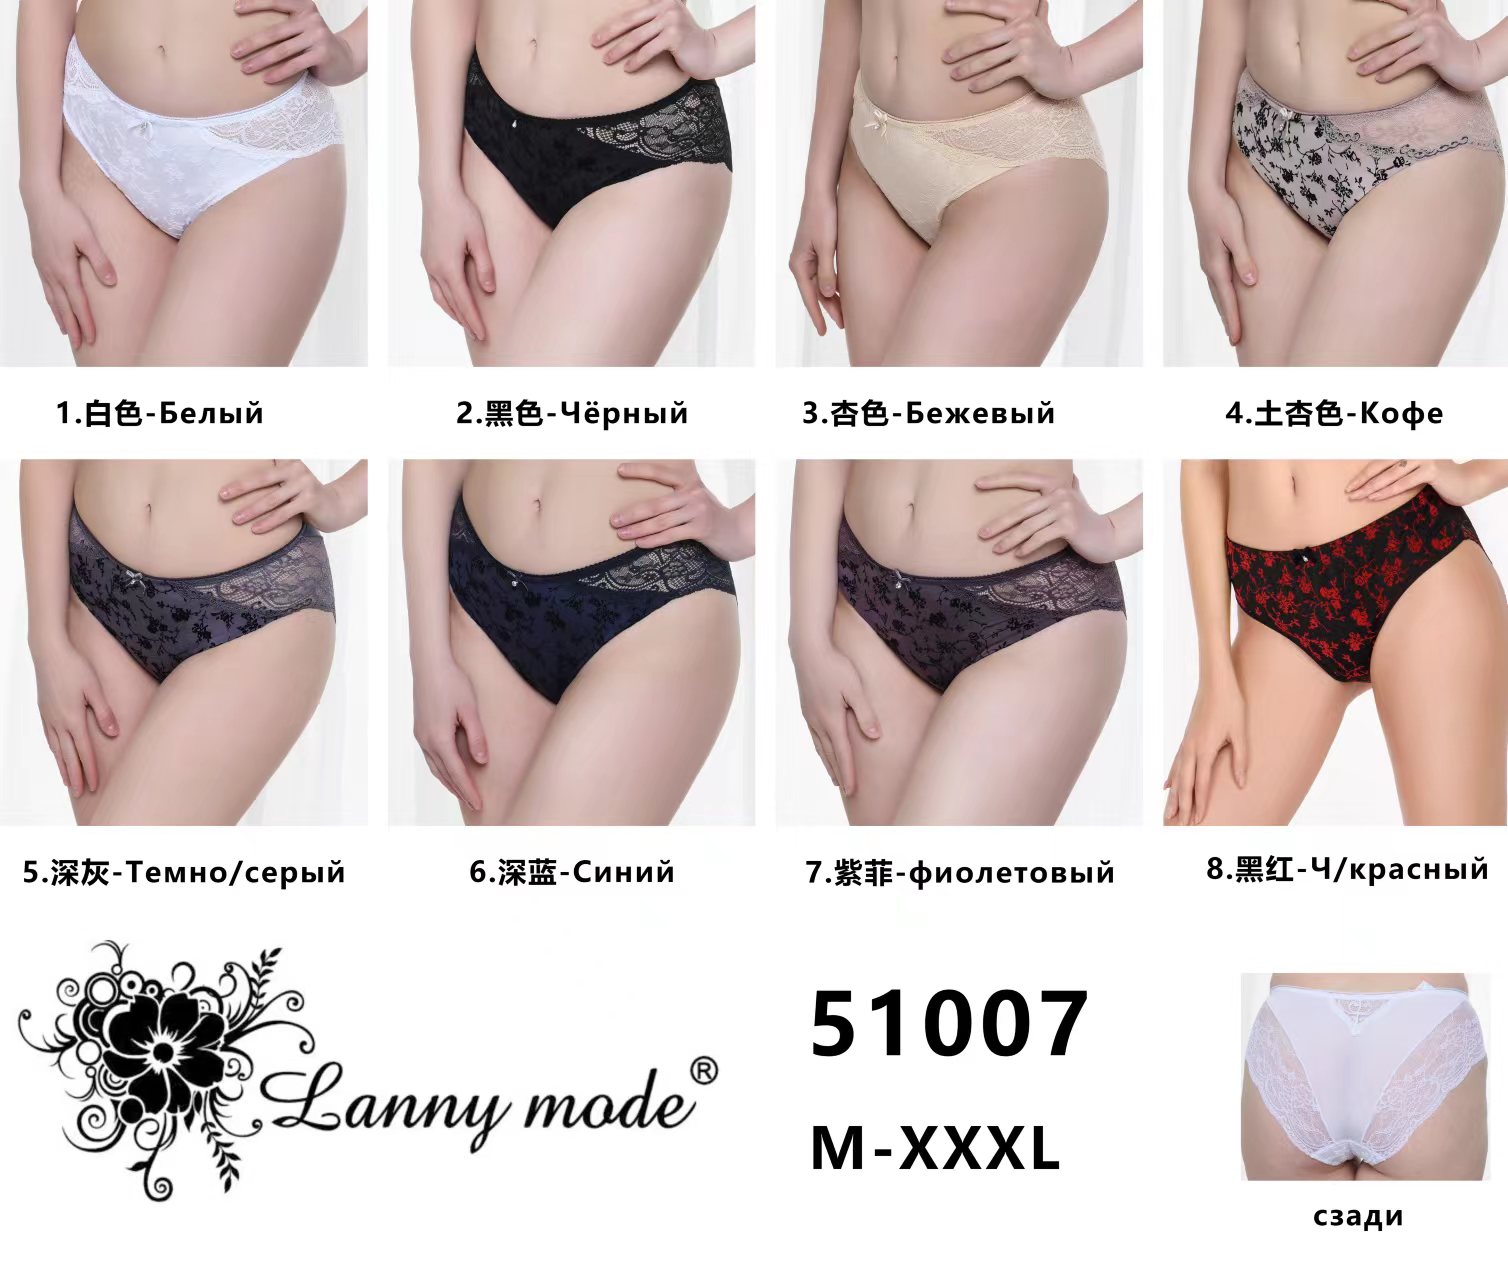 1.白色-Белый
2.黑色-Чёрный
3.杏色-Бежевый
4.土杏色-Кофе
5.深灰-Темно/серый
6.深蓝-Синий
7.紫菲-фиолетовый
8.黑红-Ч/красный
Lanny mode®
51007
M-XXXL
сзади